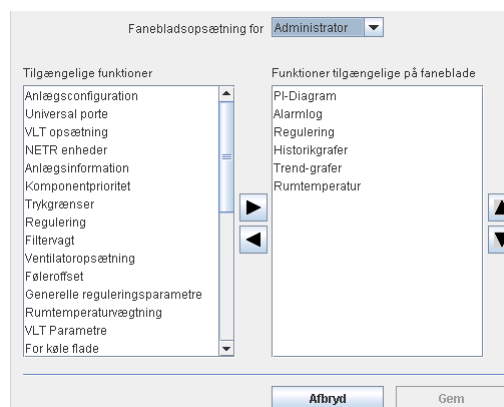 Fanebladsopsætning for Administrator
Tilgængelige funktioner
Anlægsconfiguration
Universal porte
VLT opsætning
NETR enheder
Anlægsinformation
Komponentprioritet
Trykgrænser
Regulering
Filtervagt
Ventilatoropsætning
Føleroffset
Generelle reguleringsparametre
Rumtemperaturvægtning
VLT Parametre
For køle flade
Funktioner tilgængelige på faneblade
PI-Diagram
Alarmlog
Regulering
Historikgrafer
Trend-grafer
Rumtemperatur
Afbryd
Gem